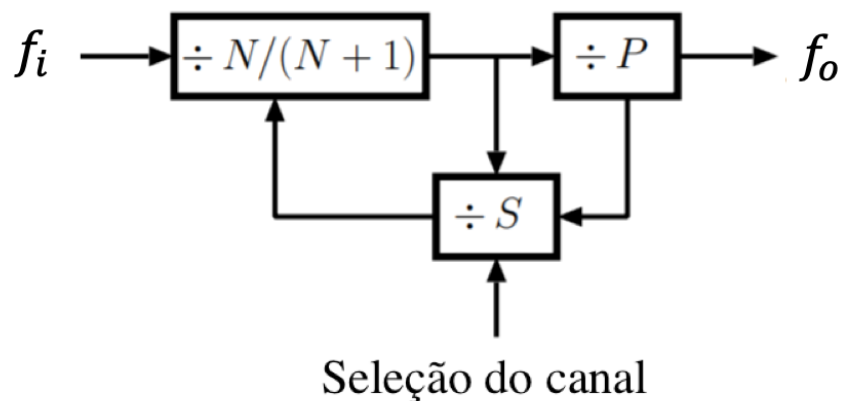 f_i ÷ N/(N + 1) ÷ P f_o
÷ S
Seleção do canal